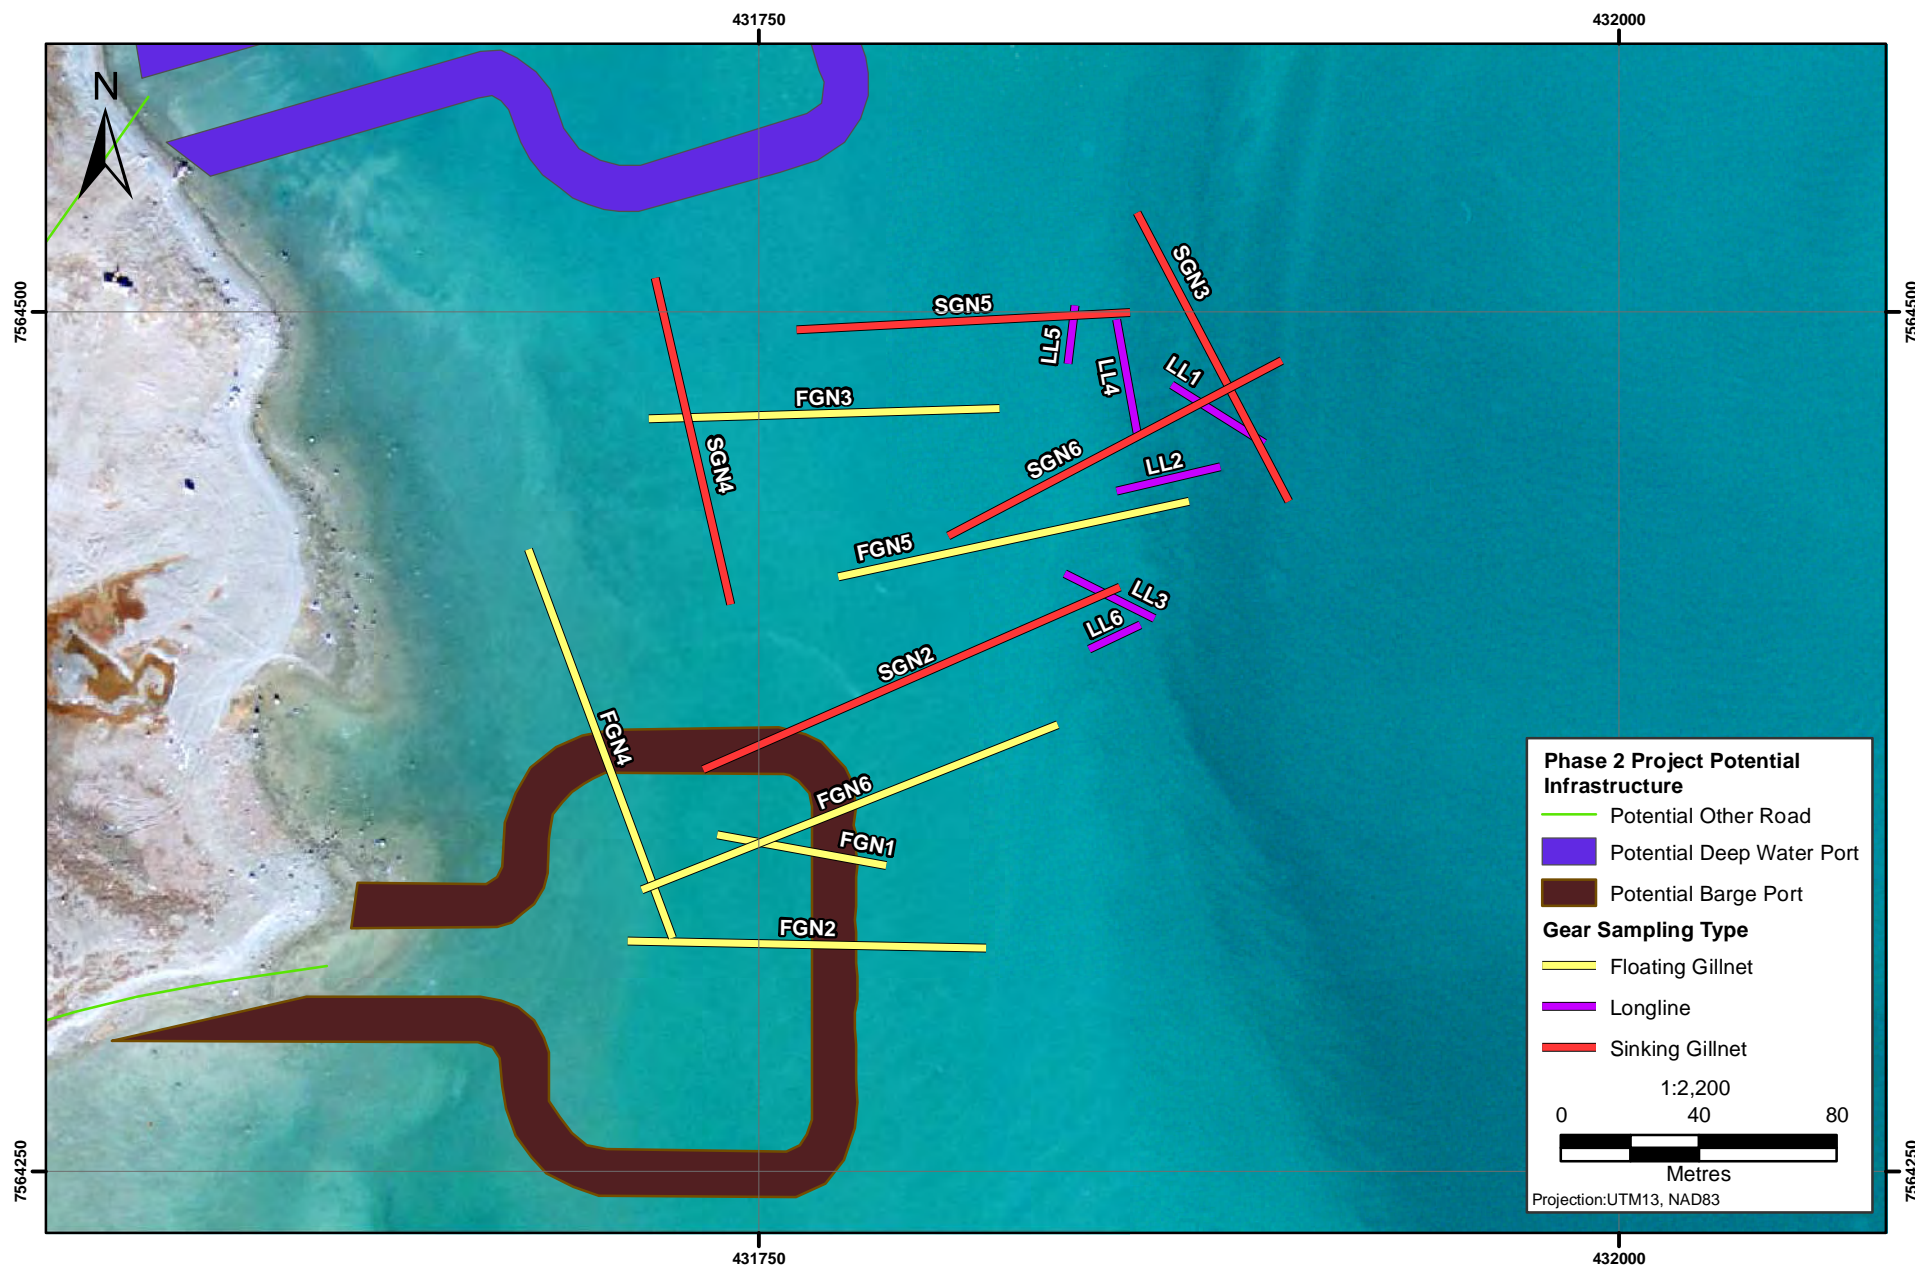 431750
432000
N
7564500
7564500
SGN3
SGN5
LL5
LL4
LL1
FGN3
SGN4
SGN6
LL2
FGN5
LL3
LL6
SGN2
FGN4
FGN6
FGN1
FGN2
Phase 2 Project Potential
Infrastructure
Potential Other Road
Potential Deep Water Port
Potential Barge Port
Gear Sampling Type
Floating Gillnet
Longline
Sinking Gillnet
1:2,200
0 40 80
Metres
Projection:UTM13, NAD83
7564250
7564250
431750
432000